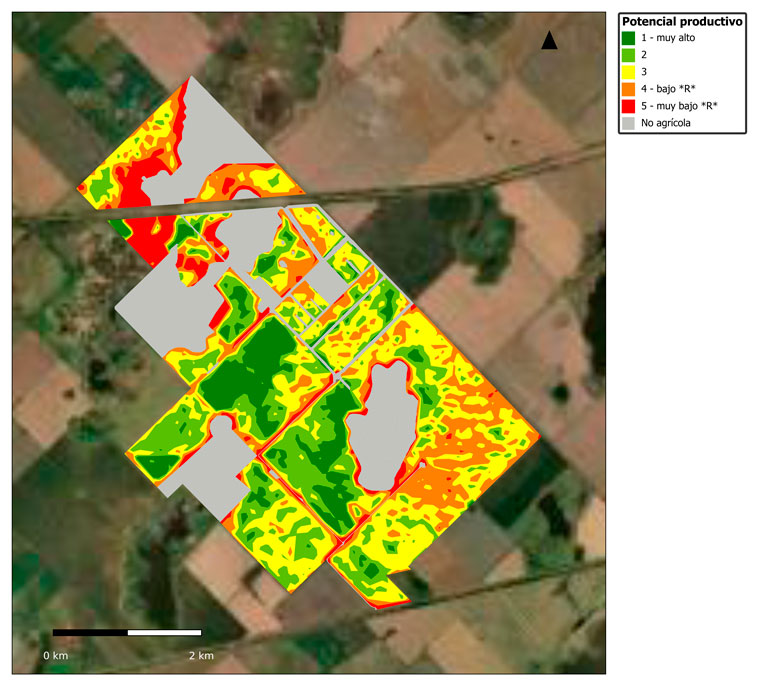 Potencial productivo
1 - muy alto
2
3
4 - bajo *R*
5 - muy bajo *R*
No agrícola
0 km
2 km